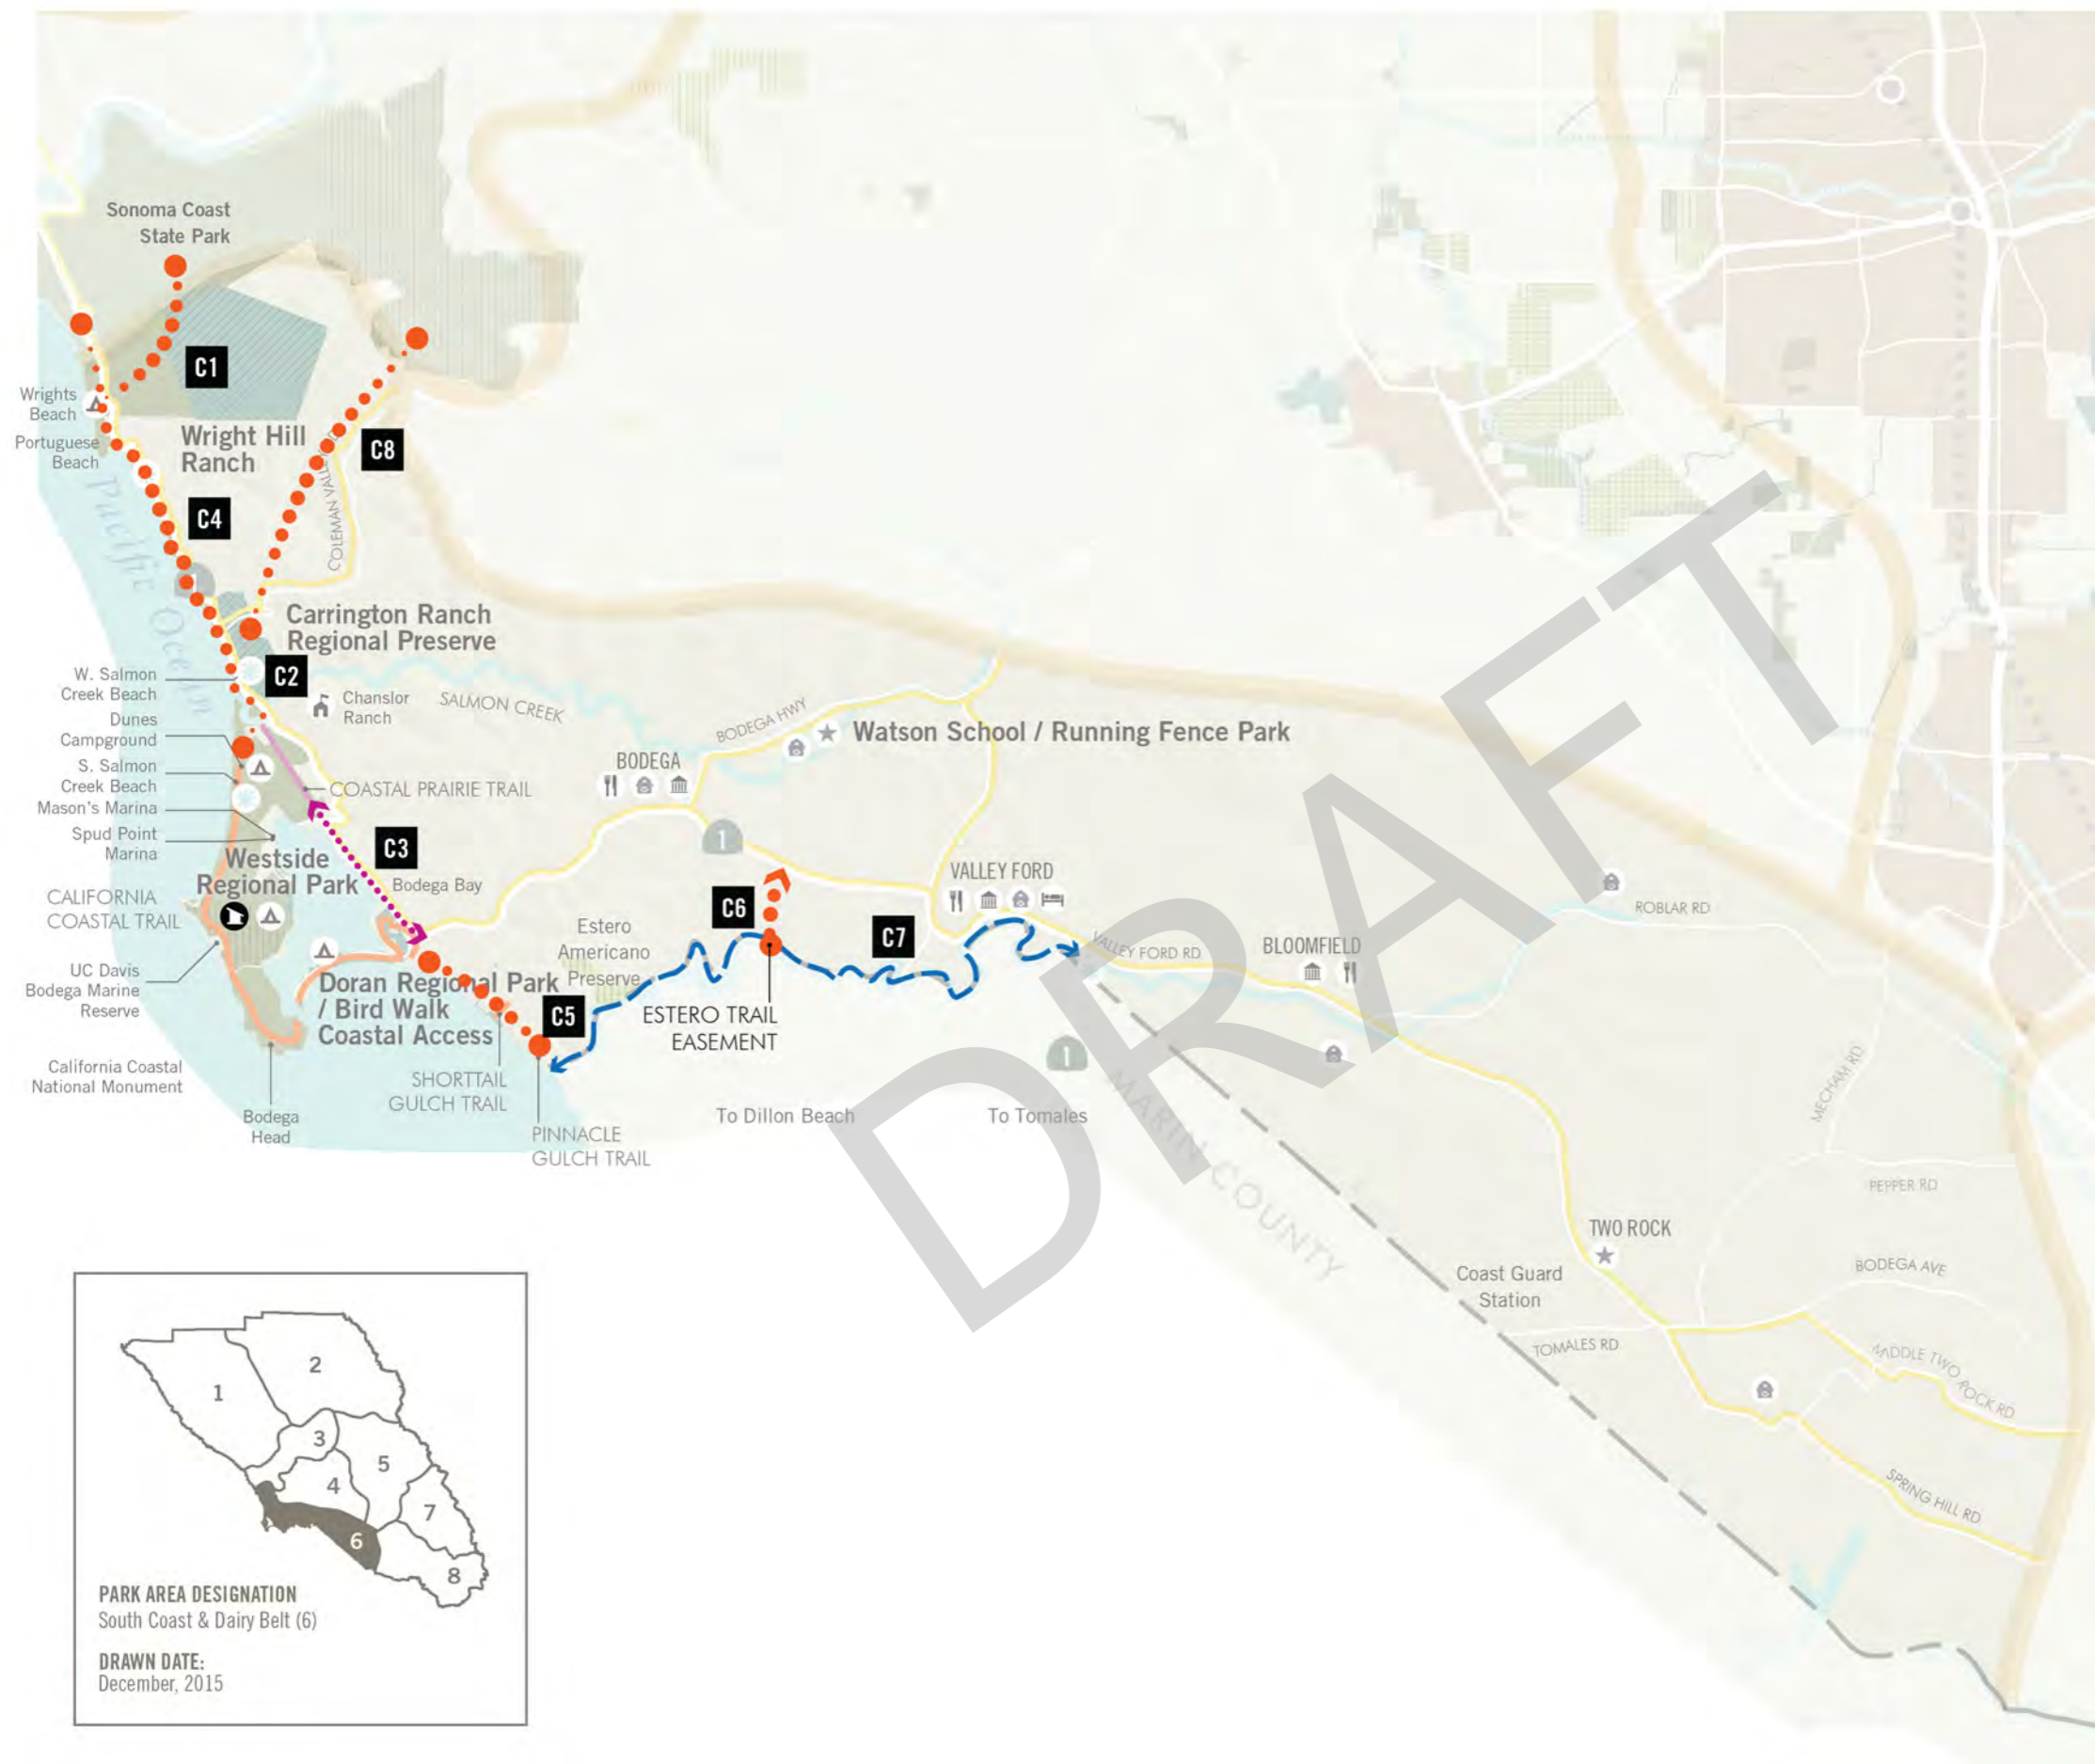 Sonoma Coast
State Park
C1
Wrights
Beach
Portuguese
Beach
Wright Hill
Ranch
C8
COLEMAN VALLEY
C4
Pacific Ocean
1
Carrington Ranch
Regional Preserve
C2
W. Salmon
Creek Beach
Chanslor
Ranch
SALMON CREEK
Dunes
Campground
S. Salmon
Creek Beach
Mason's Marina
Spud Point
Marina
COASTAL PRAIRIE TRAIL
BODEGA HWY
Watson School / Running Fence Park
BODEGA
1
C3
Westside
Regional Park
Bodega Bay
CALIFORNIA
COASTAL TRAIL
UC Davis
Bodega Marine
Reserve
California Coastal
National Monument
Bodega
Head
Doran Regional Park
/ Bird Walk
Coastal Access
Estero
Americano
Preserve
C5
C6
C7
ESTERO TRAIL
EASEMENT
SHORTTAIL
GULCH TRAIL
PINNACLE
GULCH TRAIL
VALLEY FORD
VALLEY FORD RD
BLOOMFIELD
ROBLAR RD
1
To Dillon Beach
To Tomales
MARIN COUNTY
MECHAM RD
PEPPER RD
TWO ROCK
Coast Guard
Station
BODEGA AVE
TOMALES RD
MIDDLE TWO ROCK RD
SPRING HILL RD
DRAFT
1
2
3
4
5
6
7
8
PARK AREA DESIGNATION
South Coast & Dairy Belt (6)
DRAWN DATE:
December, 2015